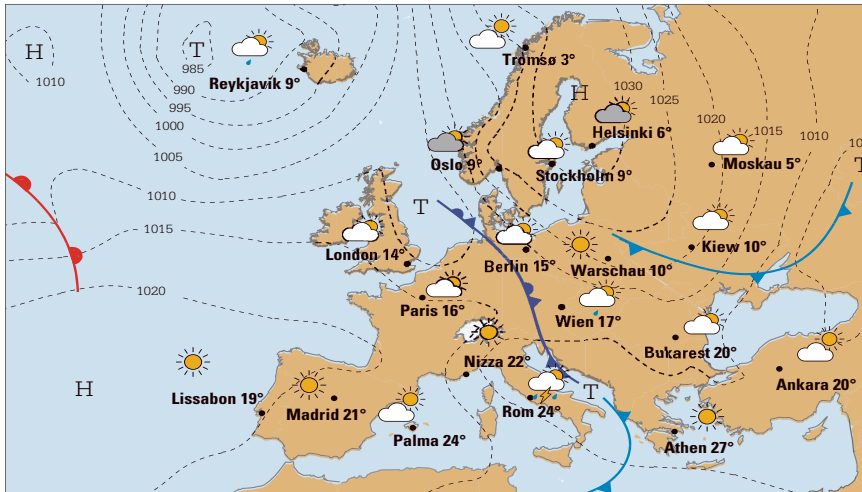 H
T
1010
985
990
995
1000
1005
1010
1015
1020
Reykjavík 9°
Tromsø 3°
H
1030
1025
1020
1015
1010
Helsinki 6°
Oslo 9°
Stockholm 9°
Moskau 5°
T
T
London 14°
Berlin 15°
Warschau 10°
Kiew 10°
Paris 16°
Wien 17°
Bukarest 20°
Nizza 22°
H
T
Ankara 20°
Lissabon 19°
Madrid 21°
Rom 24°
Palma 24°
Athen 27°